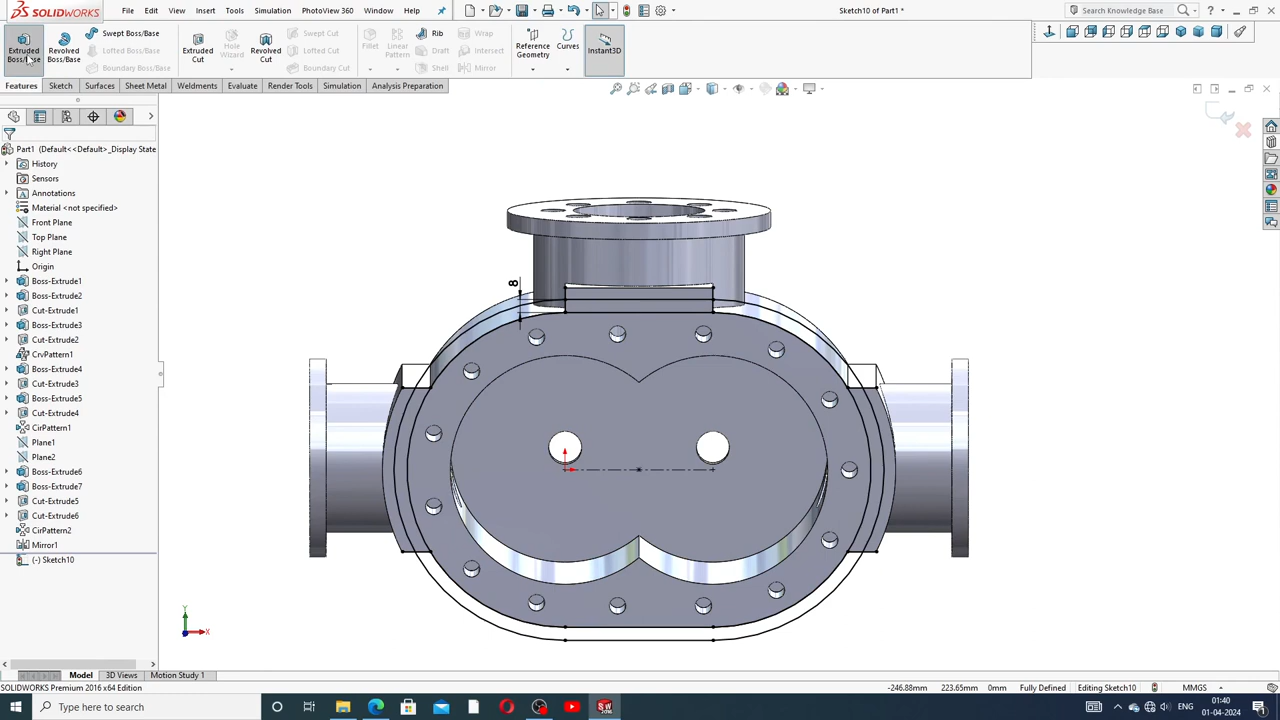 SOLIDWORKS
File
Edit
View
Insert
Tools
Simulation
PhotoView 360
Window
Help
Sketch10 of Part1 *
Search Knowledge Base
Extruded Boss/Base
Revolved Boss/Base
Swept Boss/Base
Lofted Boss/Base
Boundary Boss/Base
Extruded Cut
Hole Wizard
Revolved Cut
Swept Cut
Lofted Cut
Boundary Cut
Fillet
Linear Pattern
Rib
Draft
Shell
Wrap
Intersect
Mirror
Reference Geometry
Curves
Instant3D
Features
Sketch
Surfaces
Sheet Metal
Weldments
Evaluate
Render Tools
Simulation
Analysis Preparation
Part1 (Default<<Default>_Display State
History
Sensors
Annotations
Material <not specified>
Front Plane
Top Plane
Right Plane
Origin
Boss-Extrude1
Boss-Extrude2
Cut-Extrude1
Boss-Extrude3
Cut-Extrude2
CrvPattern1
Boss-Extrude4
Cut-Extrude3
Boss-Extrude5
Cut-Extrude4
CirPattern1
Plane1
Plane2
Boss-Extrude6
Boss-Extrude7
Cut-Extrude5
Cut-Extrude6
CirPattern2
Mirror1
(-) Sketch10
8
Y
X
Model
3D Views
Motion Study 1
SOLIDWORKS Premium 2016 x64 Edition
-246.88mm
223.65mm
0mm
Fully Defined
Editing Sketch10
MMGS
Type here to search
ENG
01:40
01-04-2024